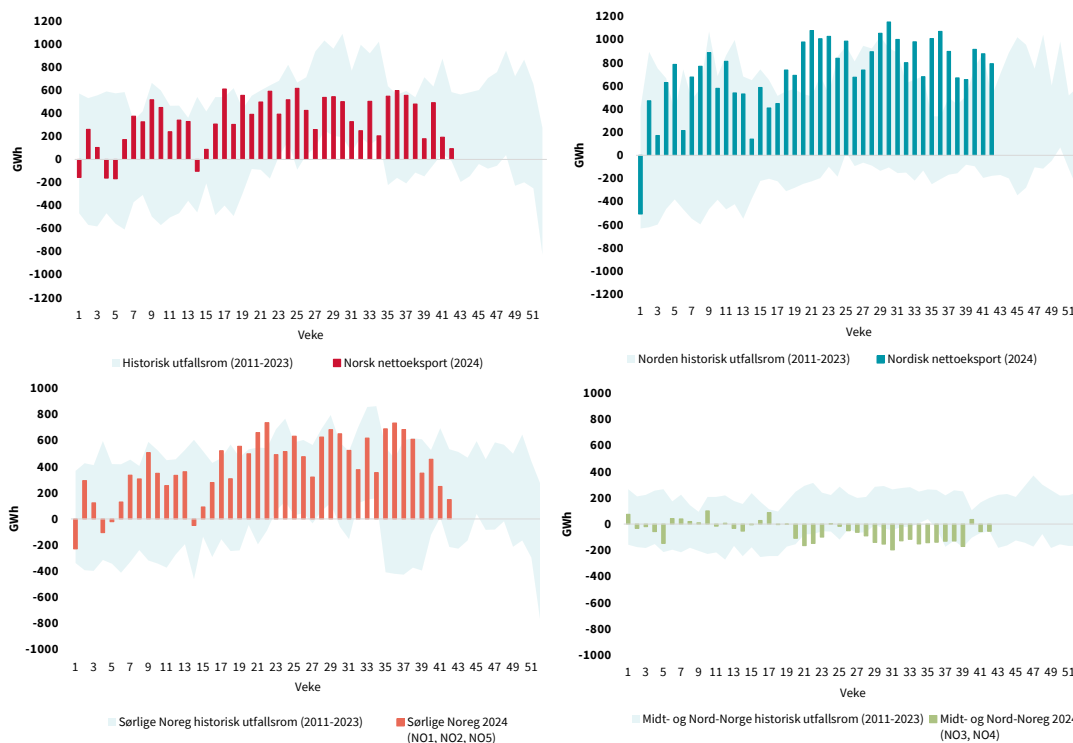 1200
1000
800
600
400
200
0
-200
-400
-600
-800
-1000
-1200
GWh
1 3 5 7 9 11 13 15 17 19 21 23 25 27 29 31 33 35 37 39 41 43 45 47 49 51
Veke
Historisk utfallsrom (2011-2023) Norsk nettoeksport (2024)
1200
1000
800
600
400
200
0
-200
-400
-600
-800
-1000
-1200
GWh
1 3 5 7 9 11 13 15 17 19 21 23 25 27 29 31 33 35 37 39 41 43 45 47 49 51
Veke
Norden historisk utfallsrom (2011-2023) Nordisk nettoeksport (2024)
1000
800
600
400
200
0
-200
-400
-600
-800
-1000
GWh
1 3 5 7 9 11 13 15 17 19 21 23 25 27 29 31 33 35 37 39 41 43 45 47 49 51
Veke
Sørlige Noreg historisk utfallsrom (2011-2023) Sørlige Noreg 2024
(NO1, NO2, NO5)
1000
800
600
400
200
0
-200
-400
-600
-800
-1000
GWh
1 3 5 7 9 11 13 15 17 19 21 23 25 27 29 31 33 35 37 39 41 43 45 47 49 51
Veke
Midt- og Nord-Norge historisk utfallsrom (2011-2023) Midt- og Nord-Noreg 2024
(NO3, NO4)